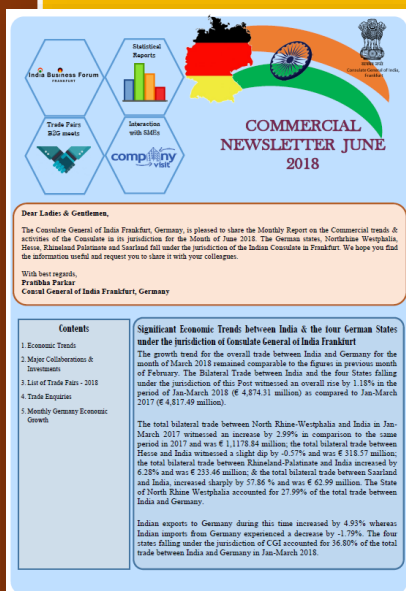 India Business Forum
FRANKFURT
Statistical
Reports
Trade Fairs
B2G meets
Interaction
with SMEs
company
visit
Consulate General of India,
Frankfurt
COMMERCIAL
NEWSLETTER JUNE
2018
Dear Ladies & Gentlemen,
The Consulate General of India Frankfurt, Germany, is pleased to share the Monthly Report on the Commercial trends &
activities of the Consulate in its jurisdiction for the Month of June 2018. The German states, Northrhine Westphalia,
Hesse, Rhineland Palatinate and Saarland fall under the jurisdiction of the Indian Consulate in Frankfurt. We hope you find
the information useful and request you to share it with your colleagues.
With best regards,
Pratibha Parkar
Consul General of India Frankfurt, Germany
Contents
1. Economic Trends
2. Major Collaborations &
Investments
3. List of Trade Fairs - 2018
4. Trade Enquiries
5. Monthly Germany Economic
Growth
Significant Economic Trends between India & the four German States
under the jurisdiction of Consulate General of India Frankfurt
The growth trend for the overall trade between India and Germany for the
month of March 2018 remained comparable to the figures in previous month
of February. The Bilateral Trade between India and the four States falling
under the jurisdiction of this Post witnessed an overall rise by 1.18% in the
period of Jan-March 2018 (€ 4,874.31 million) as compared to Jan-March
2017 (€ 4,817.49 million).
The total bilateral trade between North Rhine-Westphalia and India in Jan-
March 2017 witnessed an increase by 2.99% in comparison to the same
period in 2017 and was € 1,1178.84 million; the total bilateral trade between
Hesse and India witnessed a slight dip by -0.57% and was € 318.57 million;
the total bilateral trade between Rhineland-Palatinate and India increased by
6.28% and was € 233.46 million; & the total bilateral trade between Saarland
and India, increased sharply by 57.86 % and was € 62.99 million. The State
of North Rhine Westphalia accounted for 27.99% of the total trade between
India and Germany.
Indian exports to Germany during this time increased by 4.93% whereas
Indian imports from Germany experienced a decrease by -1.79%. The four
states falling under the jurisdiction of CGI accounted for 36.80% of the total
trade between India and Germany in Jan-March 2018.